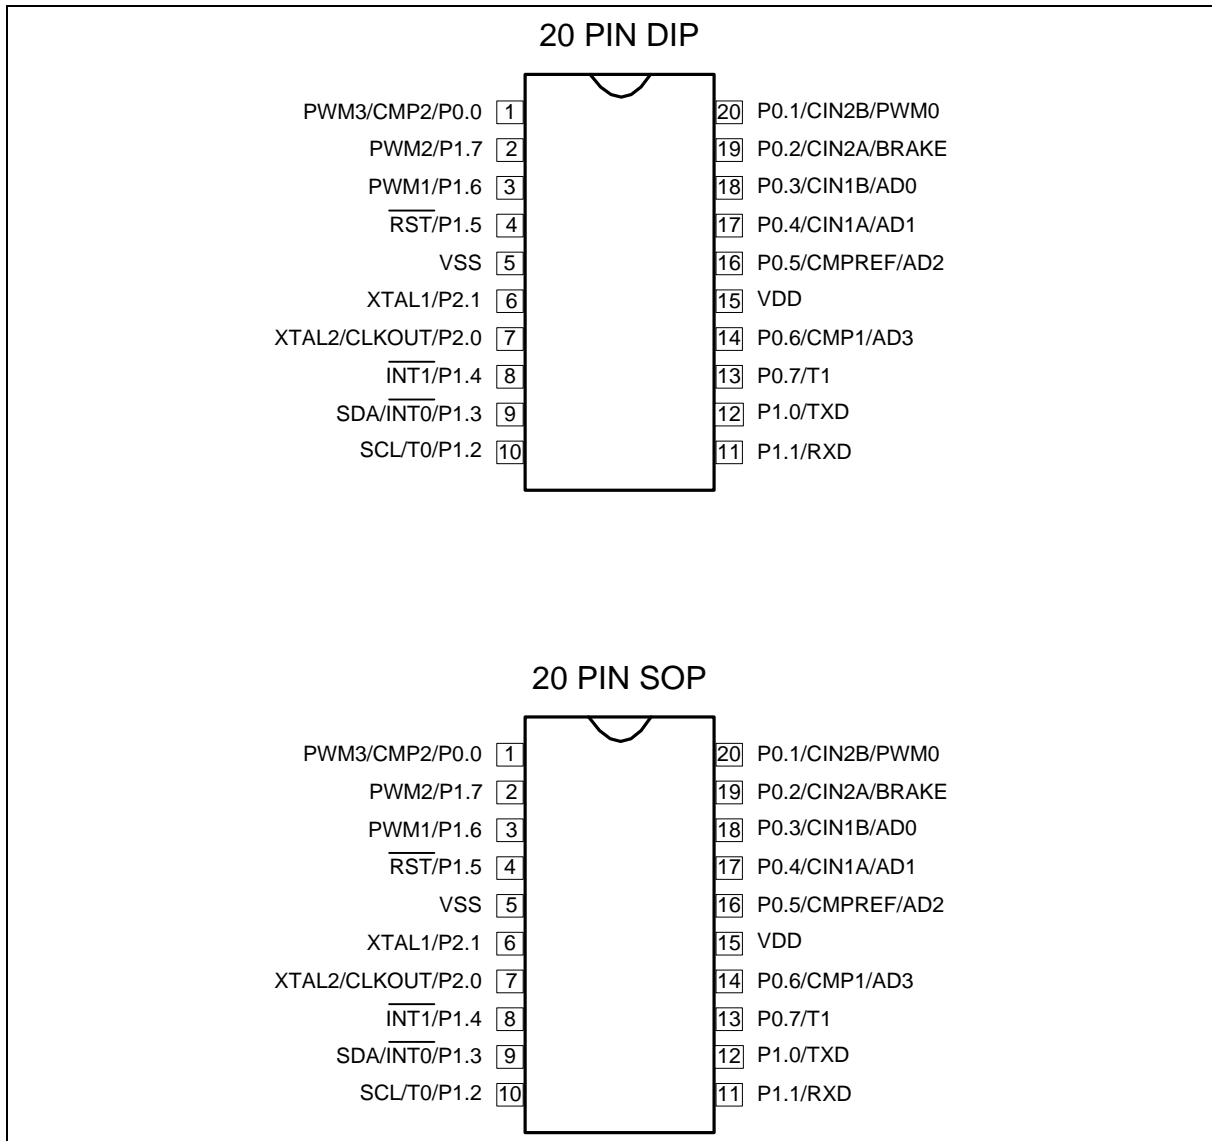 20 PIN DIP
PWM3/CMP2/P0.0 1 20 P0.1/CIN2B/PWM0
PWM2/P1.7 2 19 P0.2/CIN2A/BRAKE
PWM1/P1.6 3 18 P0.3/CIN1B/AD0
RST/P1.5 4 17 P0.4/CIN1A/AD1
VSS 5 16 P0.5/CMPREF/AD2
XTAL1/P2.1 6 15 VDD
XTAL2/CLKOUT/P2.0 7 14 P0.6/CMP1/AD3
INT1/P1.4 8 13 P0.7/T1
SDA/INT0/P1.3 9 12 P1.0/TXD
SCL/T0/P1.2 10 11 P1.1/RXD
20 PIN SOP
PWM3/CMP2/P0.0 1 20 P0.1/CIN2B/PWM0
PWM2/P1.7 2 19 P0.2/CIN2A/BRAKE
PWM1/P1.6 3 18 P0.3/CIN1B/AD0
RST/P1.5 4 17 P0.4/CIN1A/AD1
VSS 5 16 P0.5/CMPREF/AD2
XTAL1/P2.1 6 15 VDD
XTAL2/CLKOUT/P2.0 7 14 P0.6/CMP1/AD3
INT1/P1.4 8 13 P0.7/T1
SDA/INT0/P1.3 9 12 P1.0/TXD
SCL/T0/P1.2 10 11 P1.1/RXD